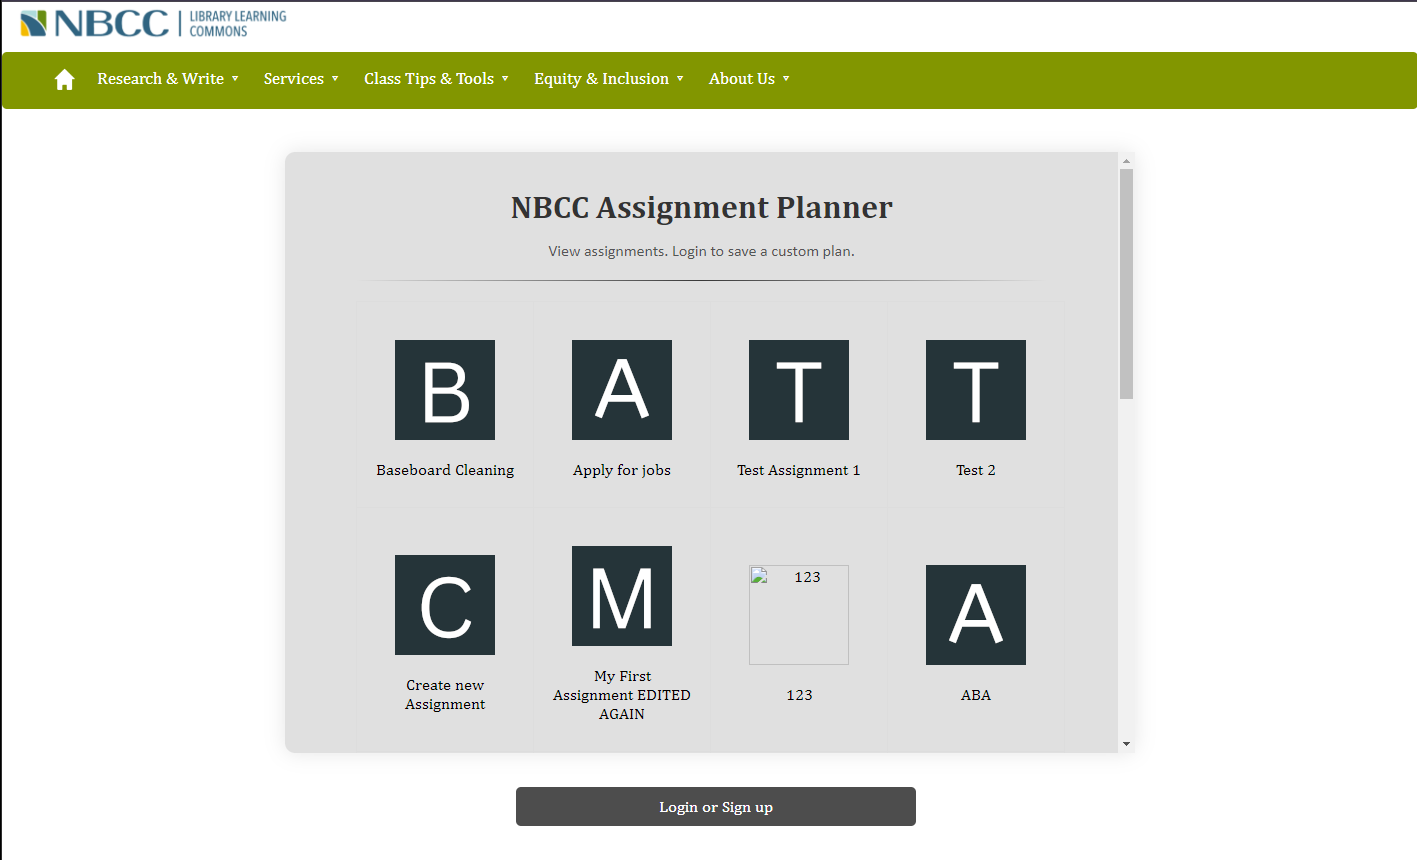 NBCC | LIBRARY LEARNING
COMMONS
Research & Write Services Class Tips & Tools Equity & Inclusion About Us
NBCC Assignment Planner
View assignments. Login to save a custom plan.
B A T T
Baseboard Cleaning Apply for jobs Test Assignment 1 Test 2
C M 123 A
Create new
Assignment
My First
Assignment EDITED
AGAIN
123
ABA
Login or Sign up